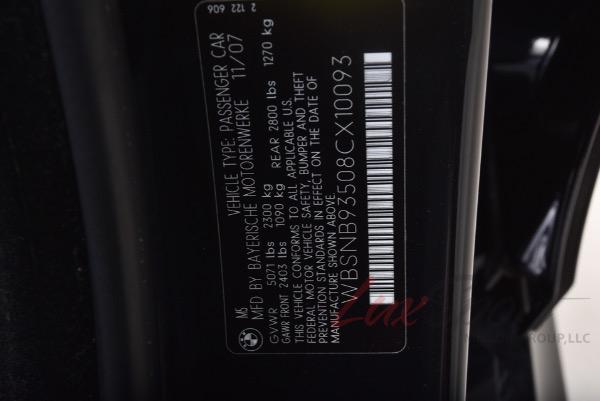 M5 VEHICLE TYPE: PASSENGER CAR
MFD BY BAYERISCHE MOTORENWERKE 11/07
GVWR 5071 lbs 2300 kg
GAWR FRONT 2403 lbs 1090 kg REAR 2800 lbs 1270 kg
THIS VEHICLE CONFORMS TO ALL APPLICABLE U.S.
FEDERAL MOTOR VEHICLE SAFETY, BUMPER AND THEFT
PREVENTION STANDARDS IN EFFECT ON THE DATE OF
MANUFACTURE SHOWN ABOVE.
WBSNB93508CX10093
2 122 606
Lux
GROUP, LLC